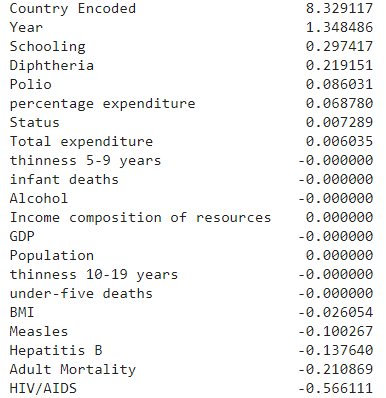 Country Encoded 8.329117
Year 1.348486
Schooling 0.297417
Diphtheria 0.219151
Polio 0.086031
percentage expenditure 0.068780
Status 0.007289
Total expenditure 0.006035
thinness 5-9 years -0.000000
infant deaths -0.000000
Alcohol -0.000000
Income composition of resources 0.000000
GDP -0.000000
Population 0.000000
thinness 10-19 years -0.000000
under-five deaths -0.000000
BMI -0.026054
Measles -0.100267
Hepatitis B -0.137640
Adult Mortality -0.210869
HIV/AIDS -0.566111